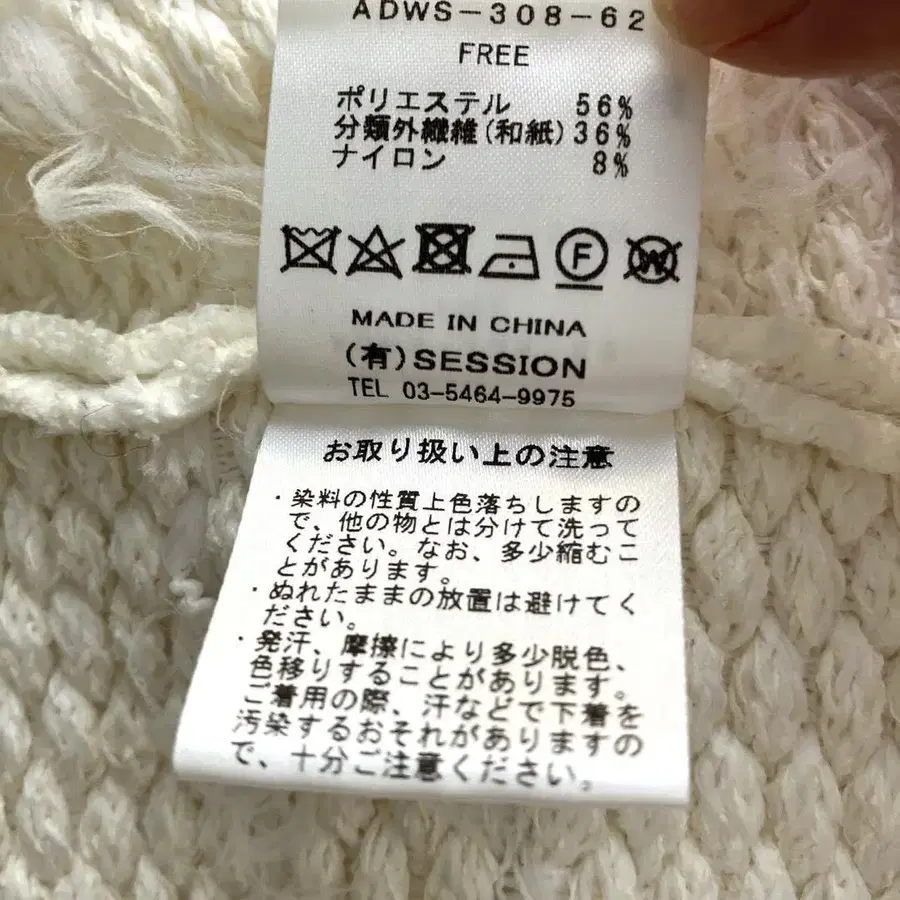 ADWS-308-62
FREE
ポリエステル 56%
分類外繊維(和紙)36%
ナイロン 8%
F
W
MADE IN CHINA
(有)SESSION
TEL 03-5464-9975
お取り扱い上の注意
・染料の性質上色落ちしますの
で、他の物とは分けて洗って
ください。なお、多少縮むこ
とがあります。
・ぬれたままの放置は避けてく
ださい。
・発汗、摩擦により多少脱色、
色移りすることがあります。
ご着用の際、汗などで下着を
汚染するおそれがありますの
で、十分ご注意ください。